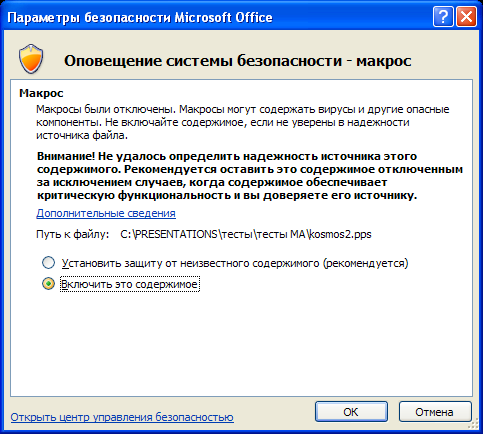 Параметры безопасности Microsoft Office
Оповещение системы безопасности - макрос
Макрос
Макросы были отключены. Макросы могут содержать вирусы и другие опасные
компоненты. Не включайте содержимое, если не уверены в надежности
источника файла.
Внимание! Не удалось определить надежность источника этого
содержимого. Рекомендуется оставить это содержимое отключенным
за исключением случаев, когда содержимое обеспечивает
критическую функциональность и вы доверяете его источнику.
Дополнительные сведения
Путь к файлу: C:\PRESENTATIONS\тесты\тесты МА\kosmos2.pps
Установить защиту от неизвестного содержимого (рекомендуется)
Включить это содержимое
Открыть центр управления безопасностью
ОК
Отмена